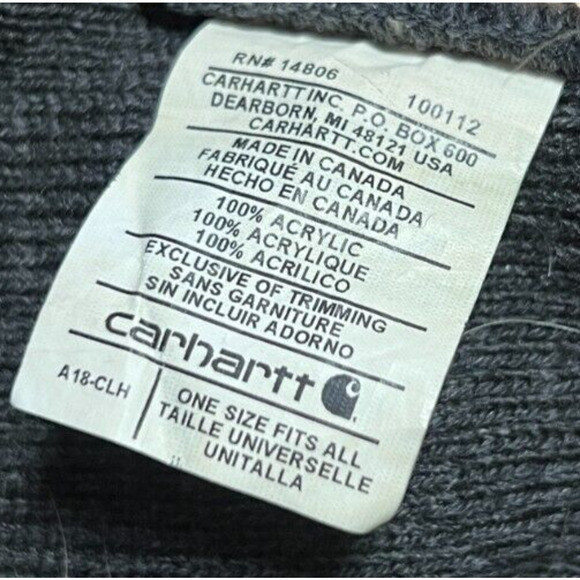 RN# 14806 100112
CARHARTT INC. P.O. BOX 600
DEARBORN, MI 48121 USA
CARHARTT.COM
MADE IN CANADA
FABRIQUÉ AU CANADA
HECHO EN CANADA
100% ACRYLIC
100% ACRYLIQUE
100% ACRILICO
EXCLUSIVE OF TRIMMING
SANS GARNITURE
SIN INCLUIR ADORNO
carhartt
A18-CLH
ONE SIZE FITS ALL
TAILLE UNIVERSELLE
UNITALLA